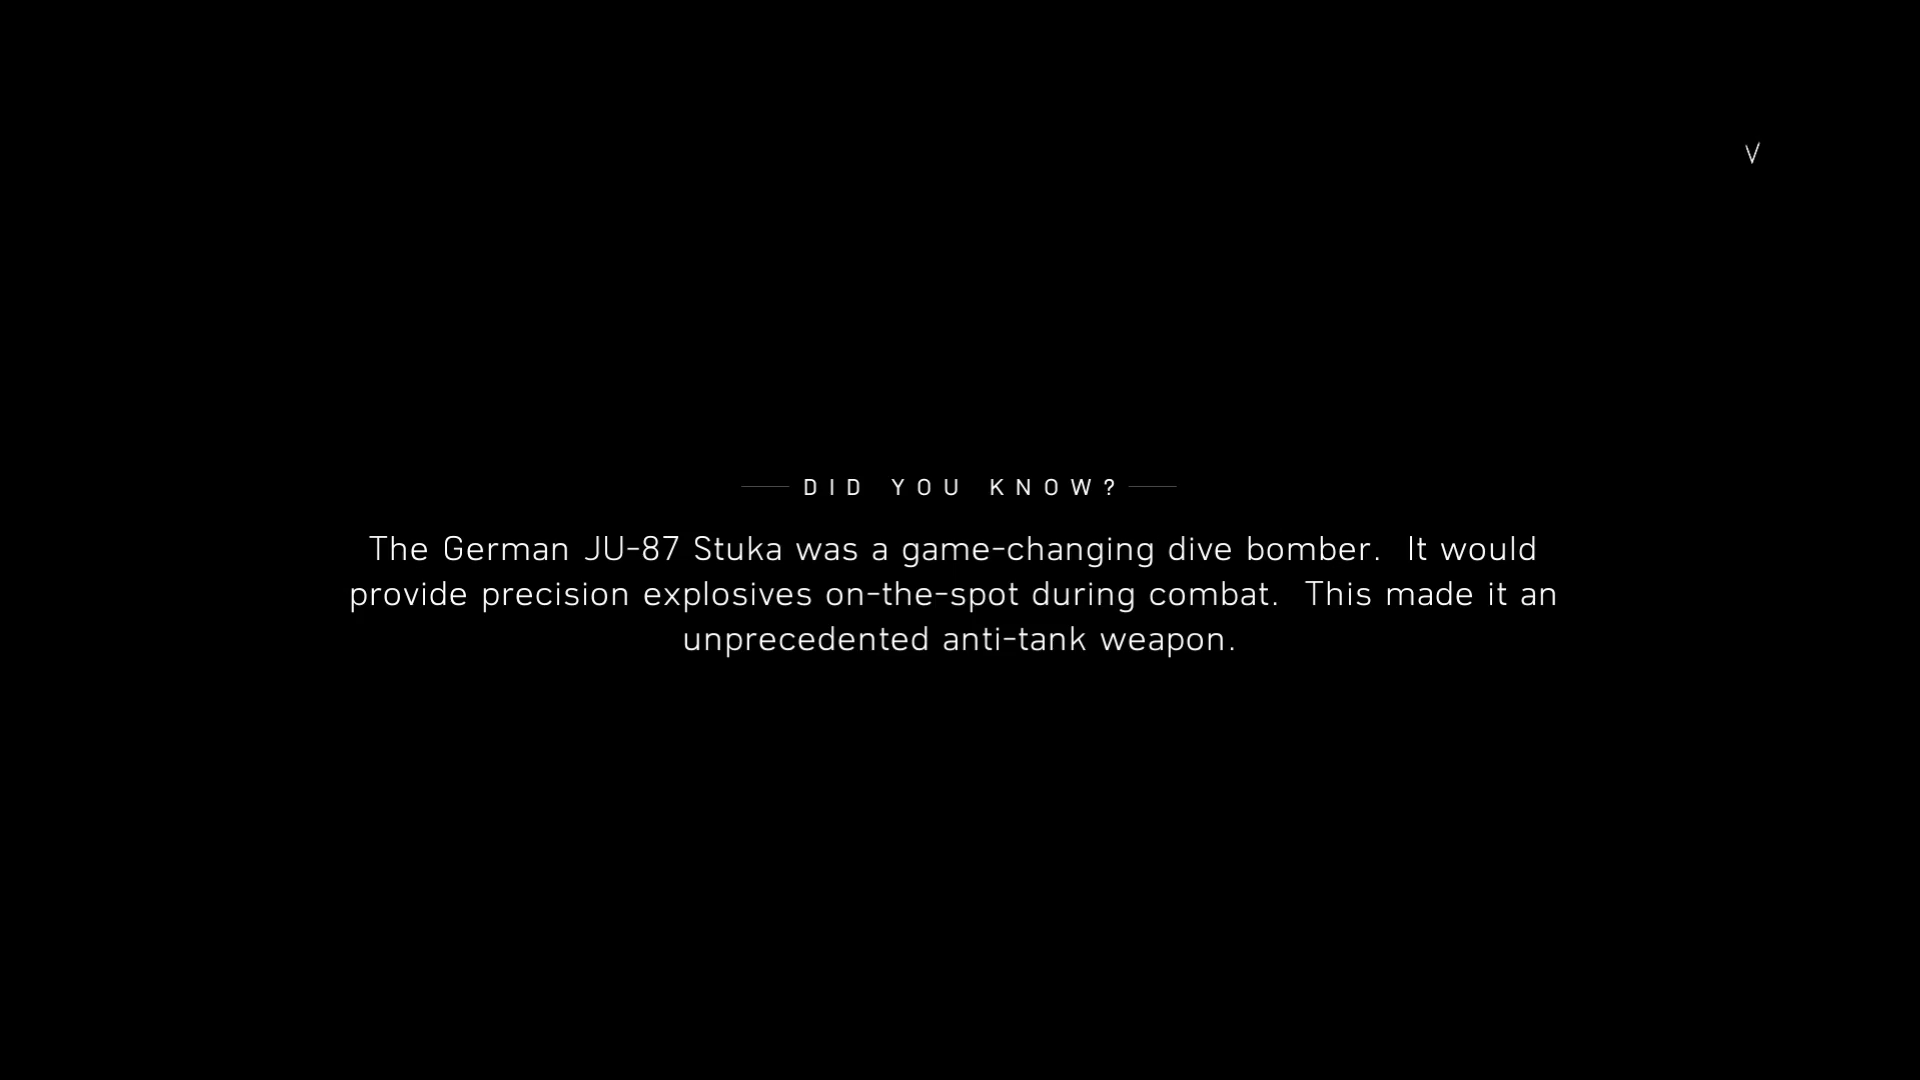 V
DID YOU KNOW?
The German JU-87 Stuka was a game-changing dive bomber.  It would
provide precision explosives on-the-spot during combat.  This made it an
unprecedented anti-tank weapon.